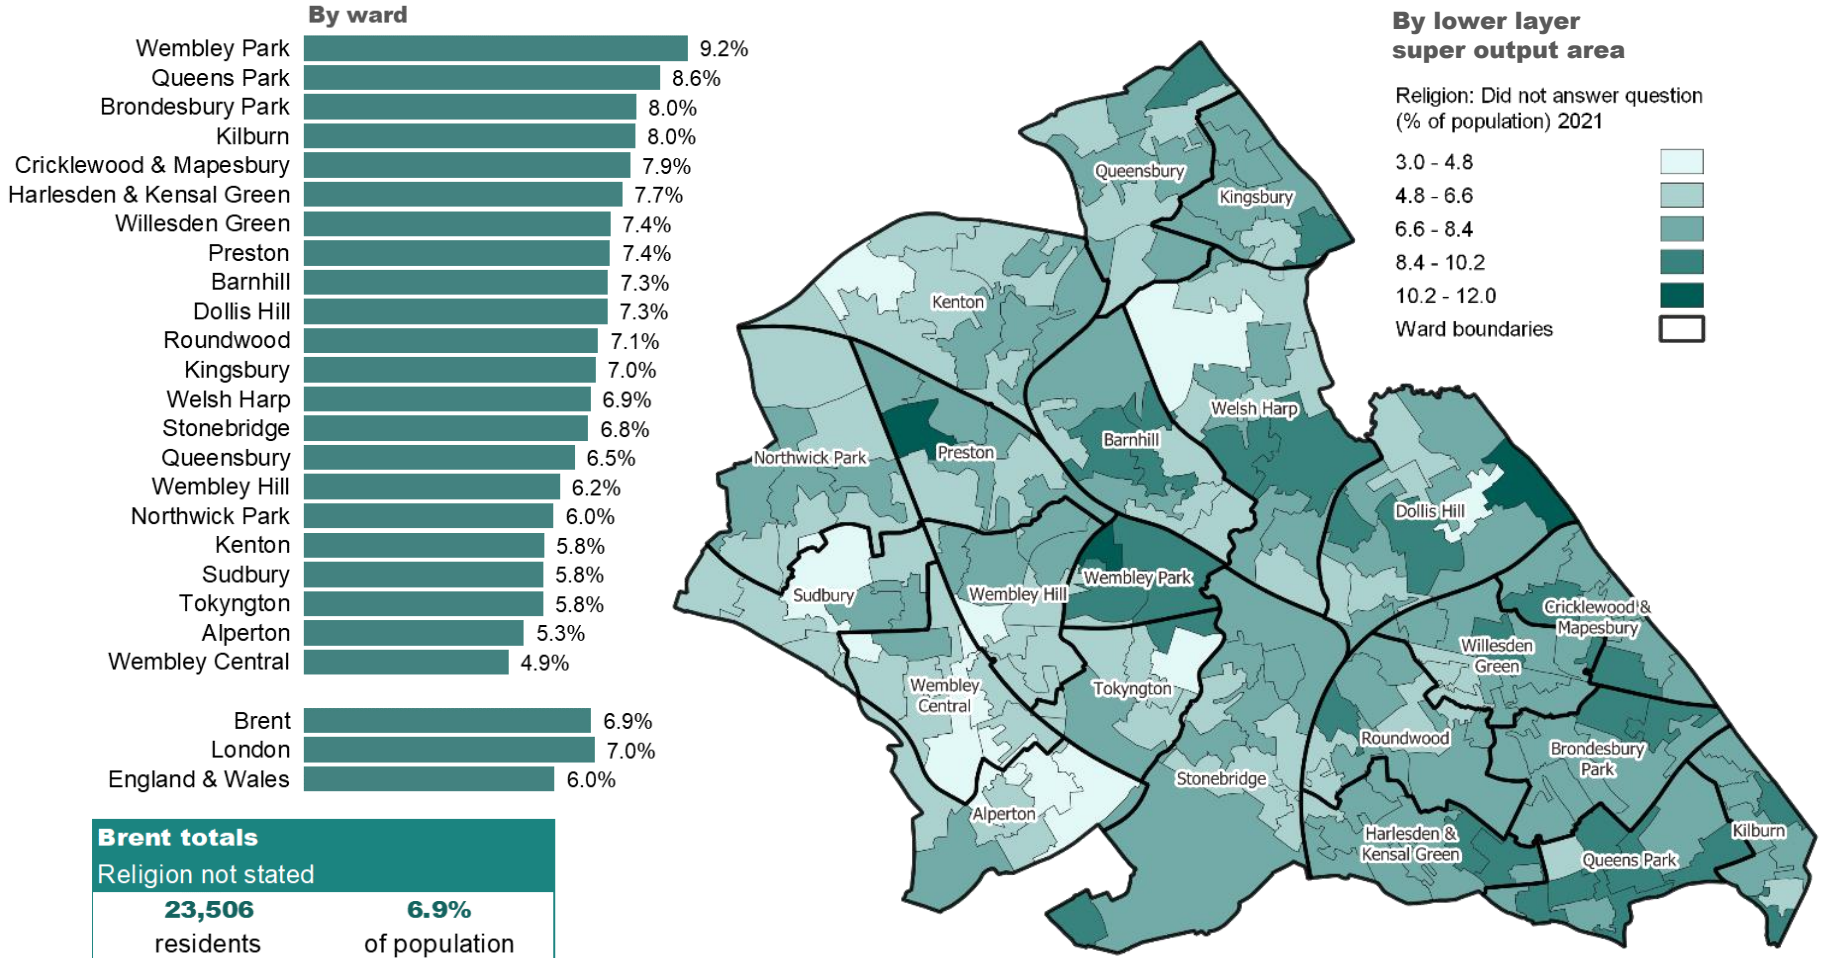 By ward
Wembley Park 9.2%
Queens Park 8.6%
Brondesbury Park 8.0%
Kilburn 8.0%
Cricklewood & Mapesbury 7.9%
Harlesden & Kensal Green 7.7%
Willesden Green 7.4%
Preston 7.4%
Barnhill 7.3%
Dollis Hill 7.3%
Roundwood 7.1%
Kingsbury 7.0%
Welsh Harp 6.9%
Stonebridge 6.8%
Queensbury 6.5%
Wembley Hill 6.2%
Northwick Park 6.0%
Kenton 5.8%
Sudbury 5.8%
Tokyngton 5.8%
Alperton 5.3%
Wembley Central 4.9%
Brent 6.9%
London 7.0%
England & Wales 6.0%
Brent totals
Religion not stated
23,506 6.9%
residents of population
By lower layer
super output area
Religion: Did not answer question
(% of population) 2021
3.0 - 4.8
4.8 - 6.6
6.6 - 8.4
8.4 - 10.2
10.2 - 12.0
Ward boundaries
Queensbury
Kingsbury
Kenton
Welsh Harp
Barnhill
Preston
Northwick Park
Dollis Hill
Wembley Park
Wembley Hill
Sudbury
Cricklewood &
Mapesbury
Willesden
Green
Wembley
Central
Tokyngton
Roundwood
Brondesbury
Park
Stonebridge
Alperton
Harlesden &
Kensal Green
Kilburn
Queens Park